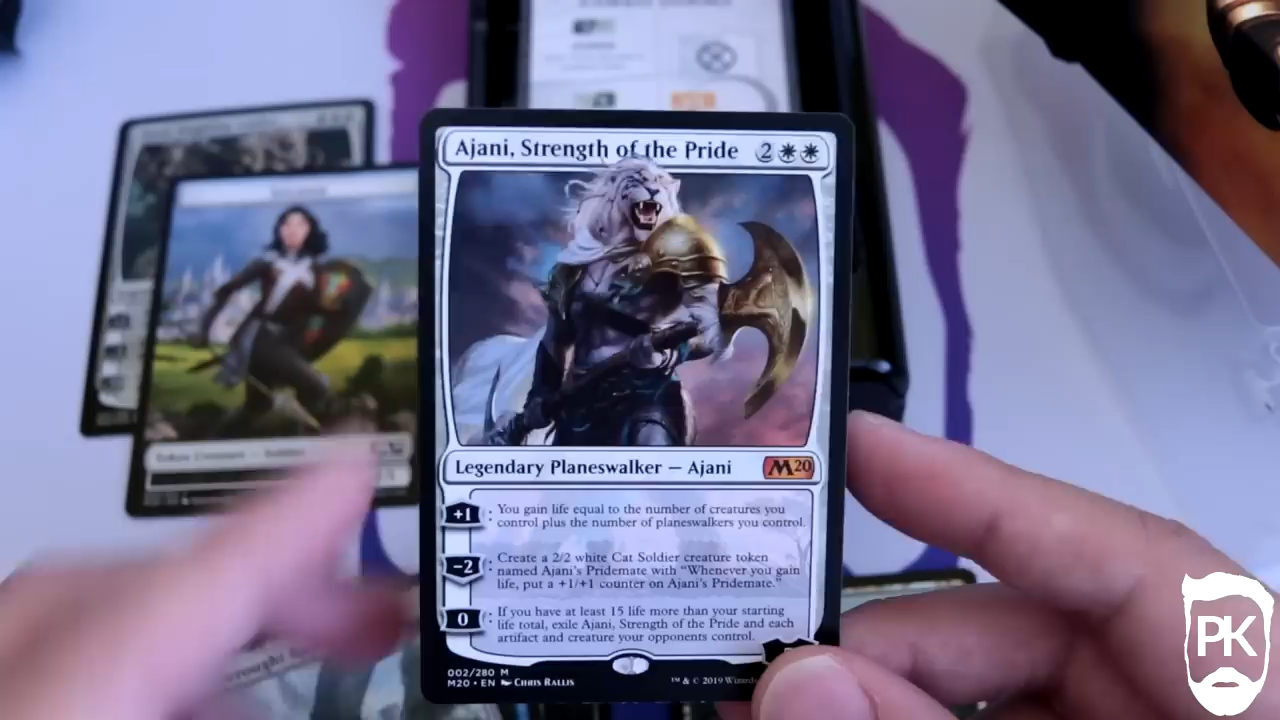 Ajani, Strength of the Pride 2
Legendary Planeswalker — Ajani M20
+1 : You gain life equal to the number of creatures you
control plus the number of planeswalkers you control.
−2 : Create a 2/2 white Cat Soldier creature token
named Ajani's Pridemate with "Whenever you gain
life, put a +1/+1 counter on Ajani's Pridemate."
0 : If you have at least 15 life more than your starting
life total, exile Ajani, Strength of the Pride and each
artifact and creature your opponents control.
002/280 M
M20 • EN Chris Rallis
™ & © 2019 Wizards
Token Creature — Soldier
PK